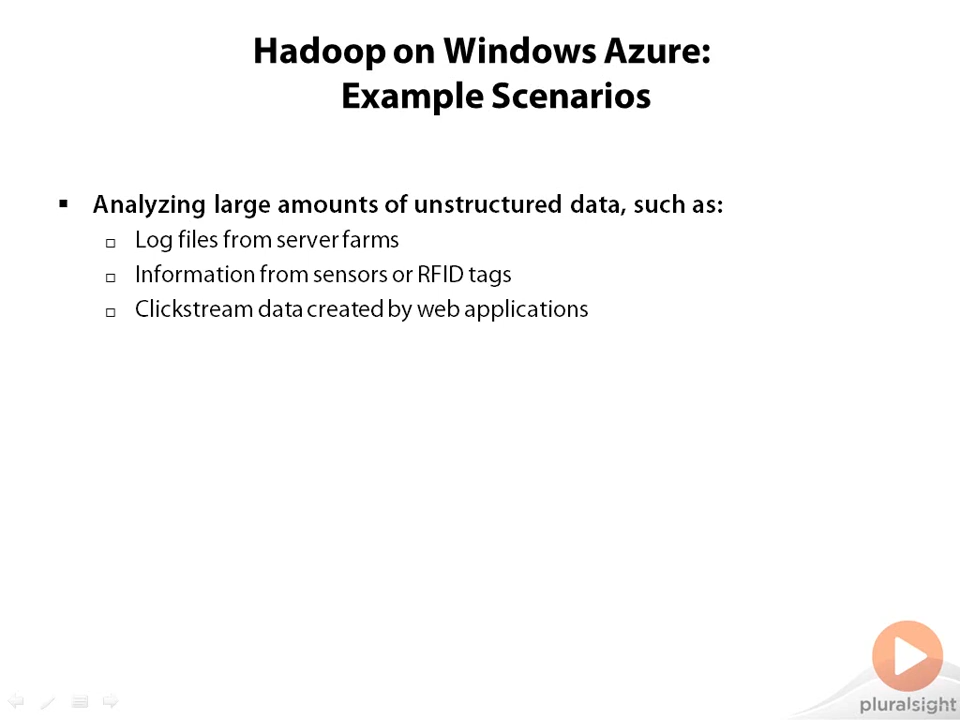 Hadoop on Windows Azure:
Example Scenarios
Analyzing large amounts of unstructured data, such as:
Log files from server farms
Information from sensors or RFID tags
Clickstream data created by web applications
pluralsight